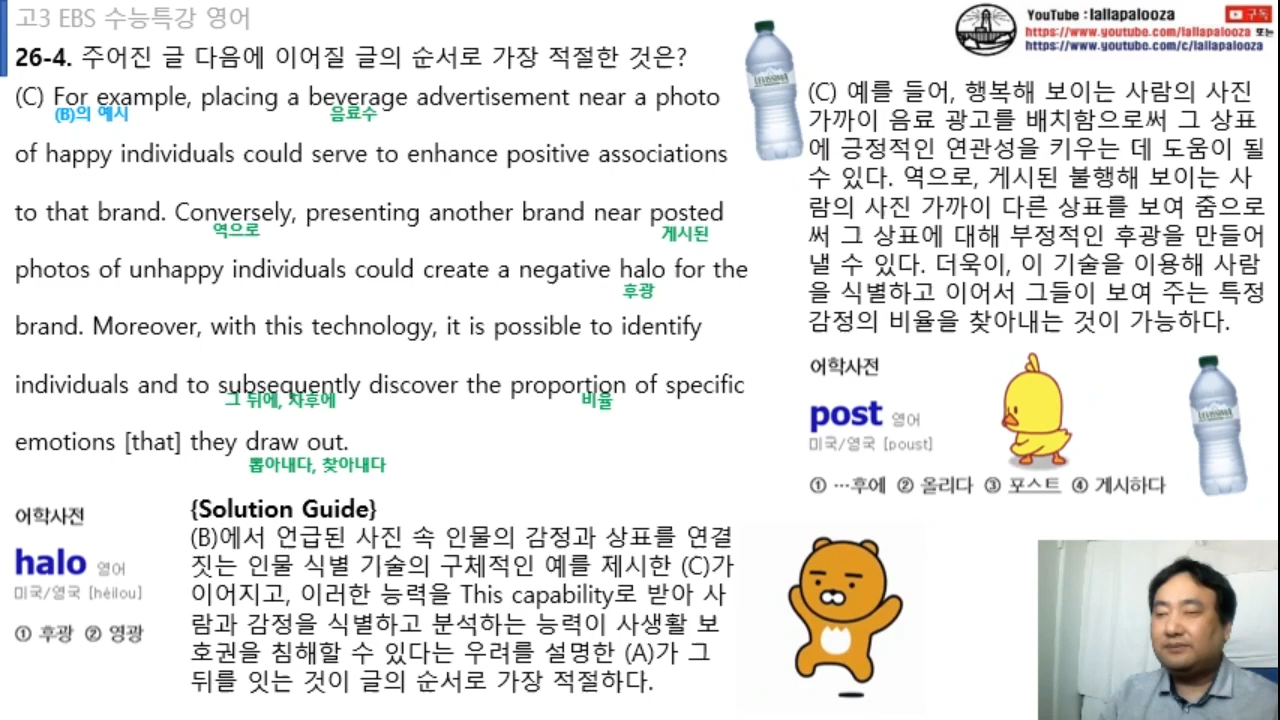 고3 EBS 수능특강 영어
26-4. 주어진 글 다음에 이어질 글의 순서로 가장 적절한 것은?
(C) For example, placing a beverage advertisement near a photo
(B)의 예시
음료수
of happy individuals could serve to enhance positive associations
to that brand. Conversely, presenting another brand near posted
역으로
게시된
photos of unhappy individuals could create a negative halo for the
후광
brand. Moreover, with this technology, it is possible to identify
individuals and to subsequently discover the proportion of specific
그 뒤에, 차후에
비율
emotions [that] they draw out.
뽑아내다, 찾아내다
YouTube : lallapalooza
구독
https://www.youtube.com/lallapalooza 또는
https://www.youtube.com/c/lallapalooza
(C) 예를 들어, 행복해 보이는 사람의 사진
가까이 음료 광고를 배치함으로써 그 상표
에 긍정적인 연관성을 키우는 데 도움이 될
수 있다. 역으로, 게시된 불행해 보이는 사
람의 사진 가까이 다른 상표를 보여 줌으로
써 그 상표에 대해 부정적인 후광을 만들어
낼 수 있다. 더욱이, 이 기술을 이용해 사람
을 식별하고 이어서 그들이 보여 주는 특정
감정의 비율을 찾아내는 것이 가능하다.
어학사전
post 영어
미국/영국 [poust]
① …후에 ② 올리다 ③ 포스트 ④ 게시하다
어학사전
halo 영어
미국/영국 [héilou]
① 후광 ② 영광
{Solution Guide}
(B)에서 언급된 사진 속 인물의 감정과 상표를 연결
짓는 인물 식별 기술의 구체적인 예를 제시한 (C)가
이어지고, 이러한 능력을 This capability로 받아 사
람과 감정을 식별하고 분석하는 능력이 사생활 보
호권을 침해할 수 있다는 우려를 설명한 (A)가 그
뒤를 잇는 것이 글의 순서로 가장 적절하다.